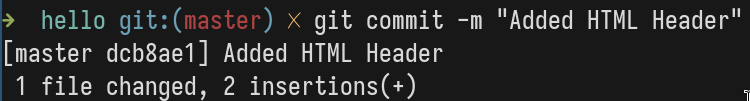 ➜  hello git:(master) ✗ git commit -m "Added HTML Header"
[master dcb8ae1] Added HTML Header
 1 file changed, 2 insertions(+)